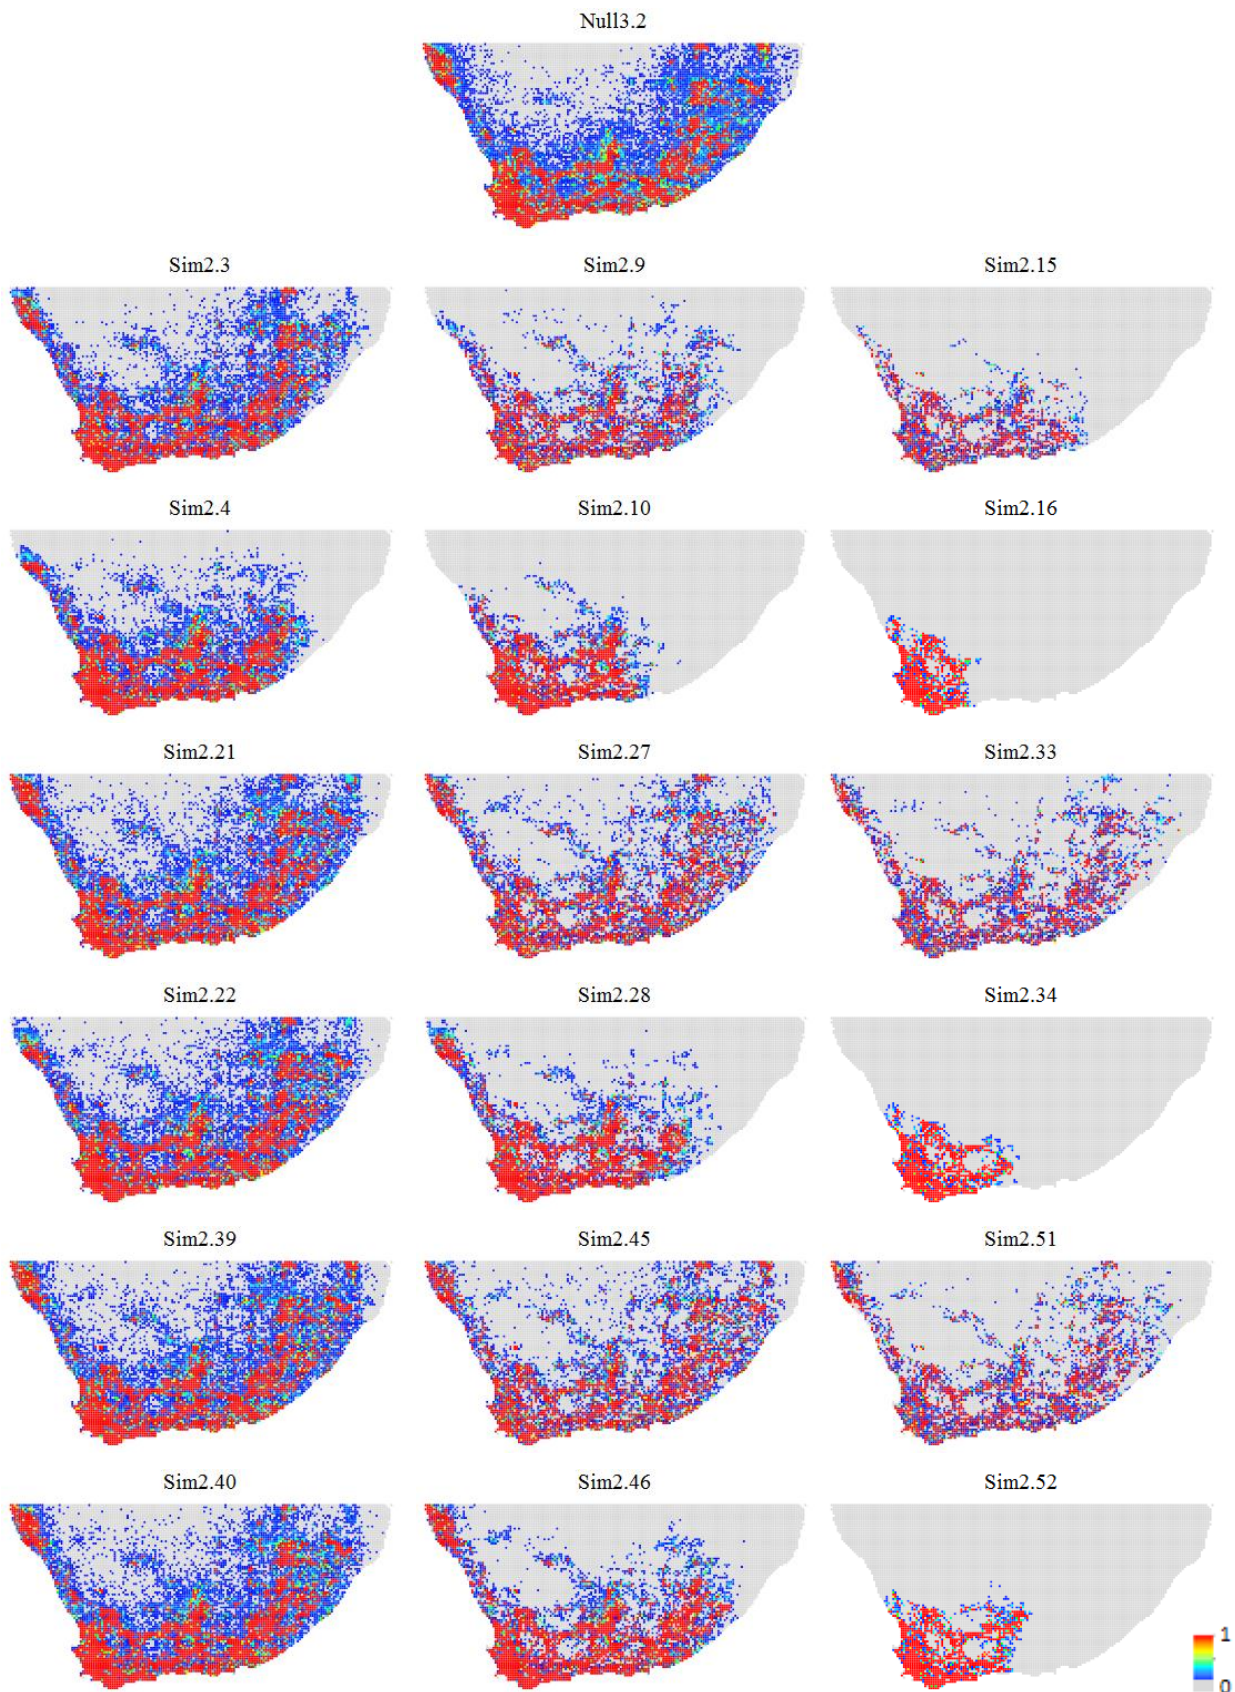 Null3.2
Sim2.3 Sim2.9 Sim2.15
Sim2.4 Sim2.10 Sim2.16
Sim2.21 Sim2.27 Sim2.33
Sim2.22 Sim2.28 Sim2.34
Sim2.39 Sim2.45 Sim2.51
Sim2.40 Sim2.46 Sim2.52
1
0